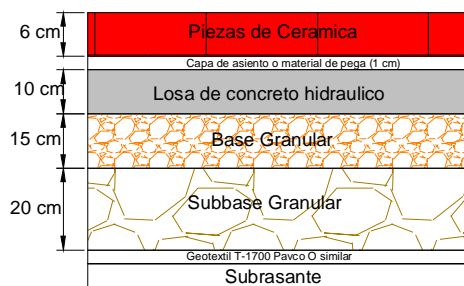 6 cm
Piezas de Ceramica
Capa de asiento o material de pega (1 cm)
10 cm
Losa de concreto hidraulico
15 cm
Base Granular
20 cm
Subbase Granular
Geotextil T-1700 Pavco O similar
Subrasante